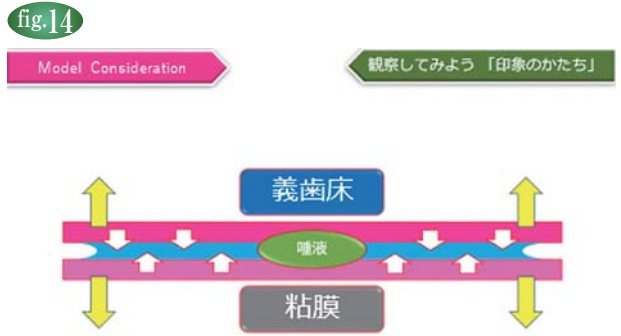 fig.14
Model Consideration
観察してみよう 「印象のかたち」
義歯床
唾液
粘膜